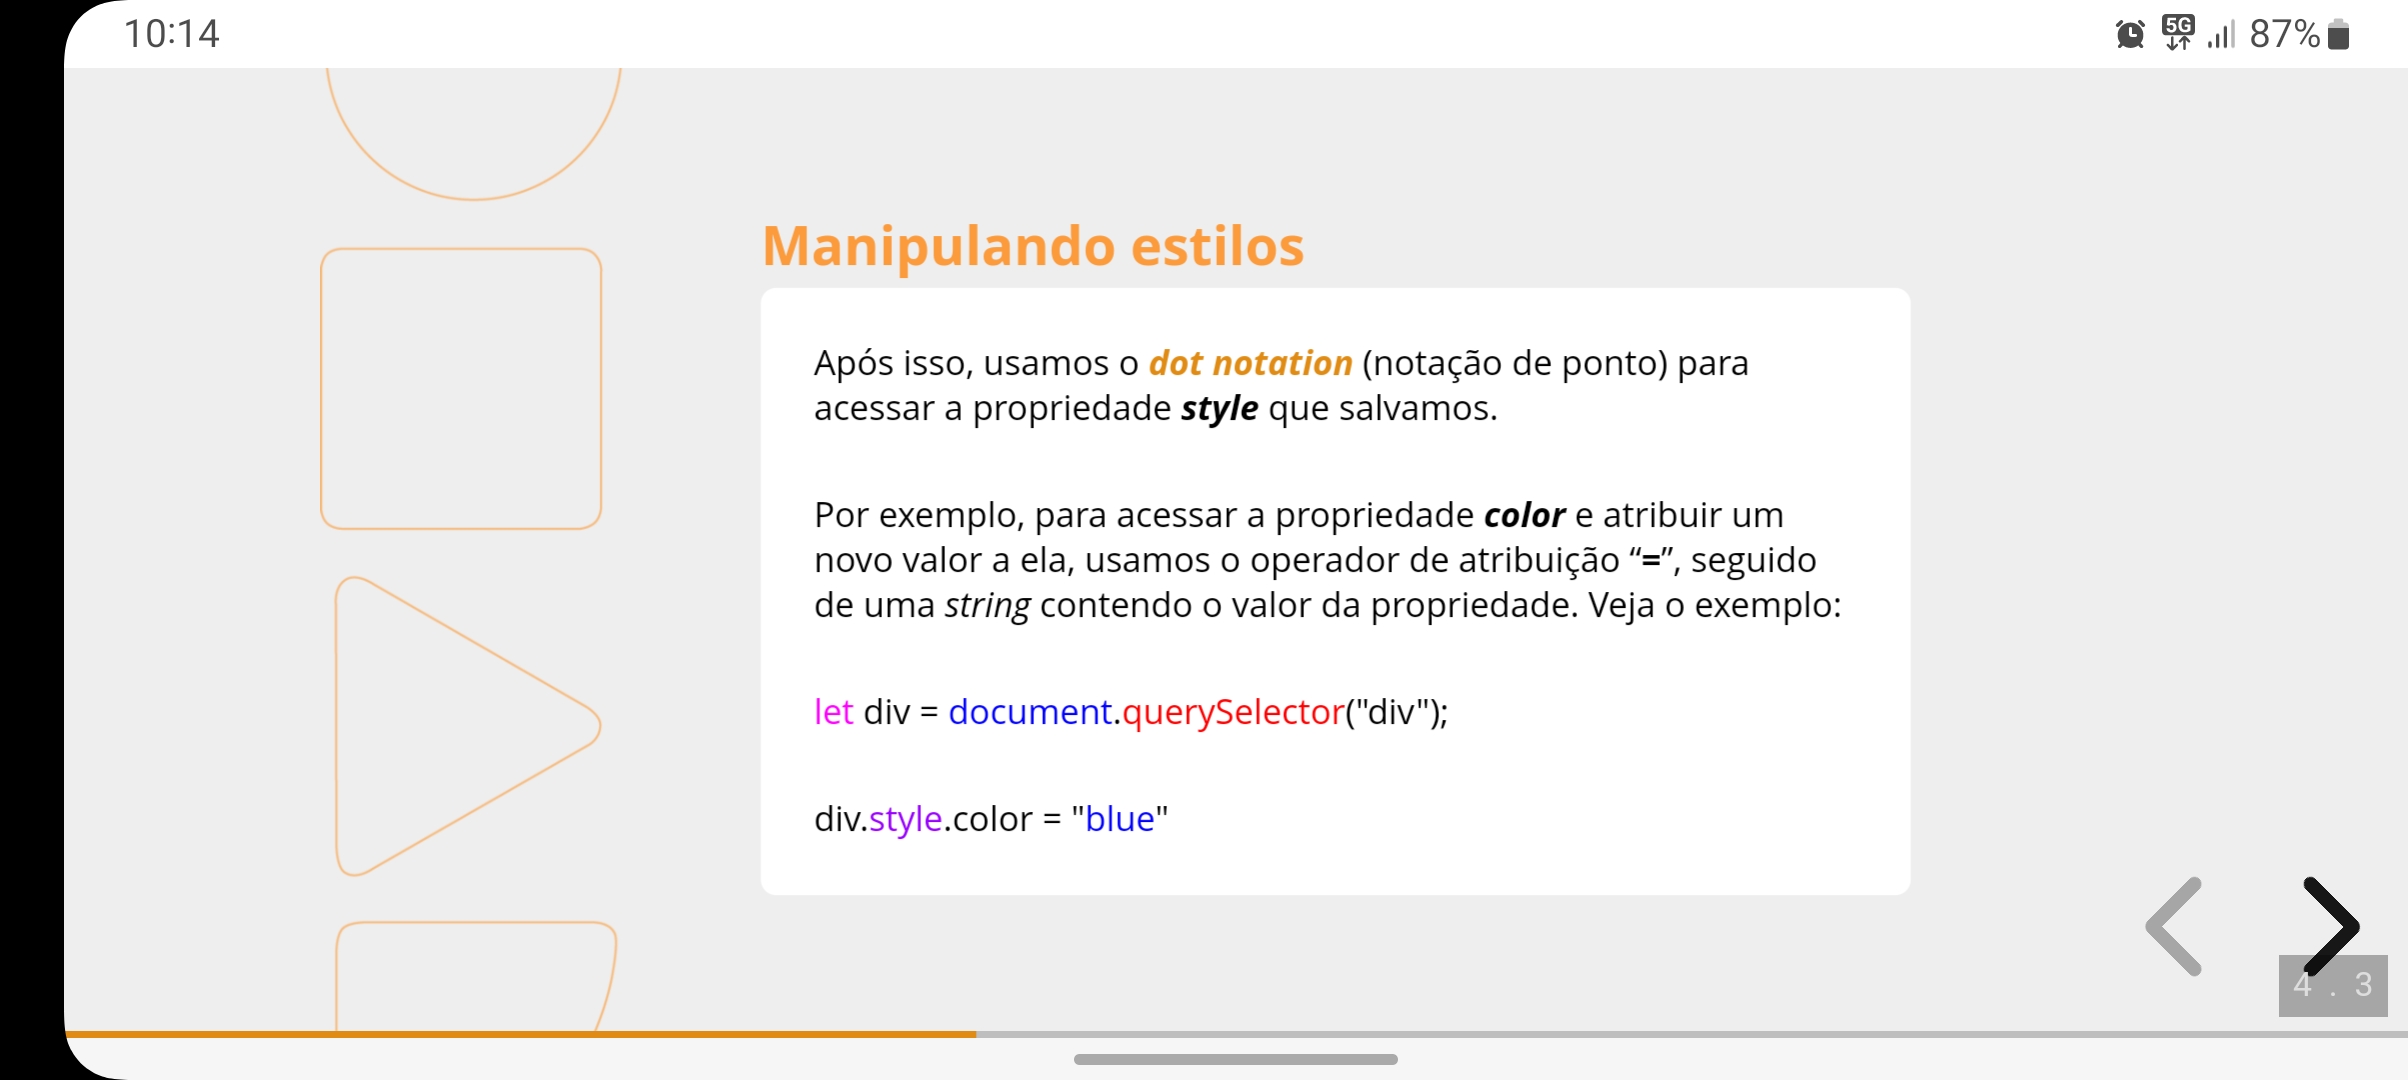 10:14
5G
87%
Manipulando estilos
Após isso, usamos o dot notation (notação de ponto) para
acessar a propriedade style que salvamos.
Por exemplo, para acessar a propriedade color e atribuir um
novo valor a ela, usamos o operador de atribuição “=”, seguido
de uma string contendo o valor da propriedade. Veja o exemplo:
let div = document.querySelector("div");
div.style.color = "blue"
4 . 3